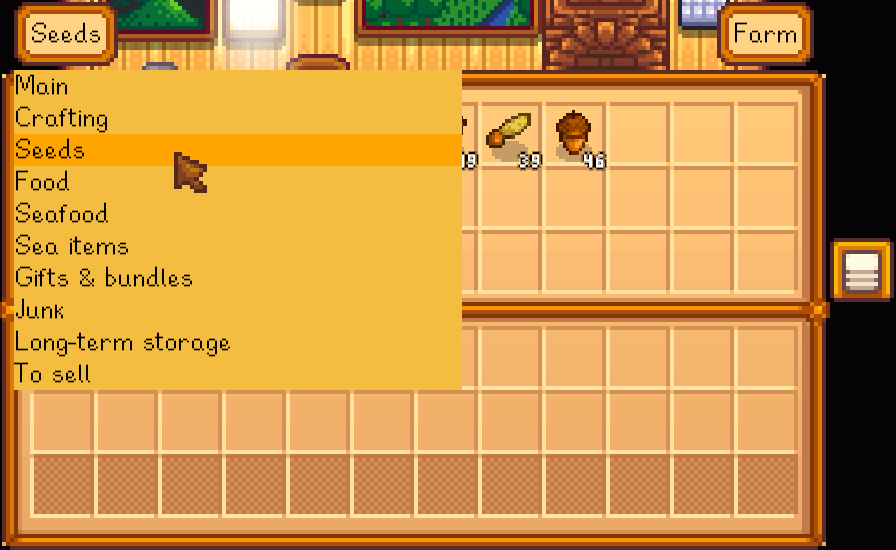 Seeds
Farm
Main
Crafting
Seeds
Food
Seafood
Sea items
Gifts & bundles
Junk
Long-term storage
To sell
39
46